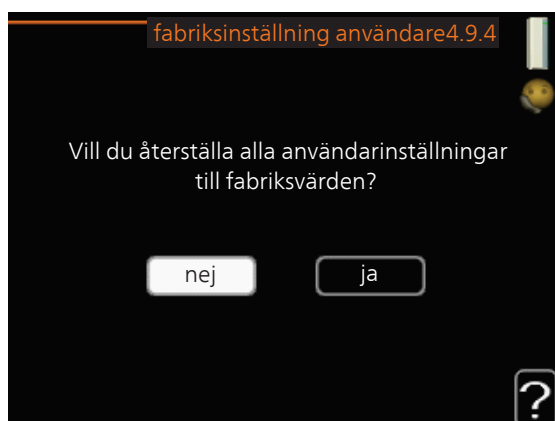 fabriksinställning användare4.9.4
Vill du återställa alla användarinställningar
till fabriksvärden?
nej
ja
?